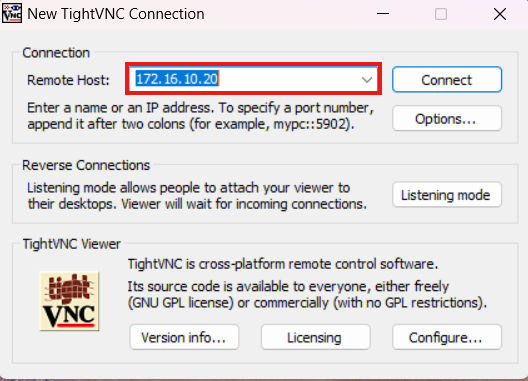 New TightVNC Connection
Connection
Remote Host:
172.16.10.20
Connect
Enter a name or an IP address. To specify a port number,
append it after two colons (for example, mypc::5902).
Options...
Reverse Connections
Listening mode allows people to attach your viewer to
their desktops. Viewer will wait for incoming connections.
Listening mode
TightVNC Viewer
tight
VNC
TightVNC is cross-platform remote control software.
Its source code is available to everyone, either freely
(GNU GPL license) or commercially (with no GPL restrictions).
Version info...
Licensing
Configure...